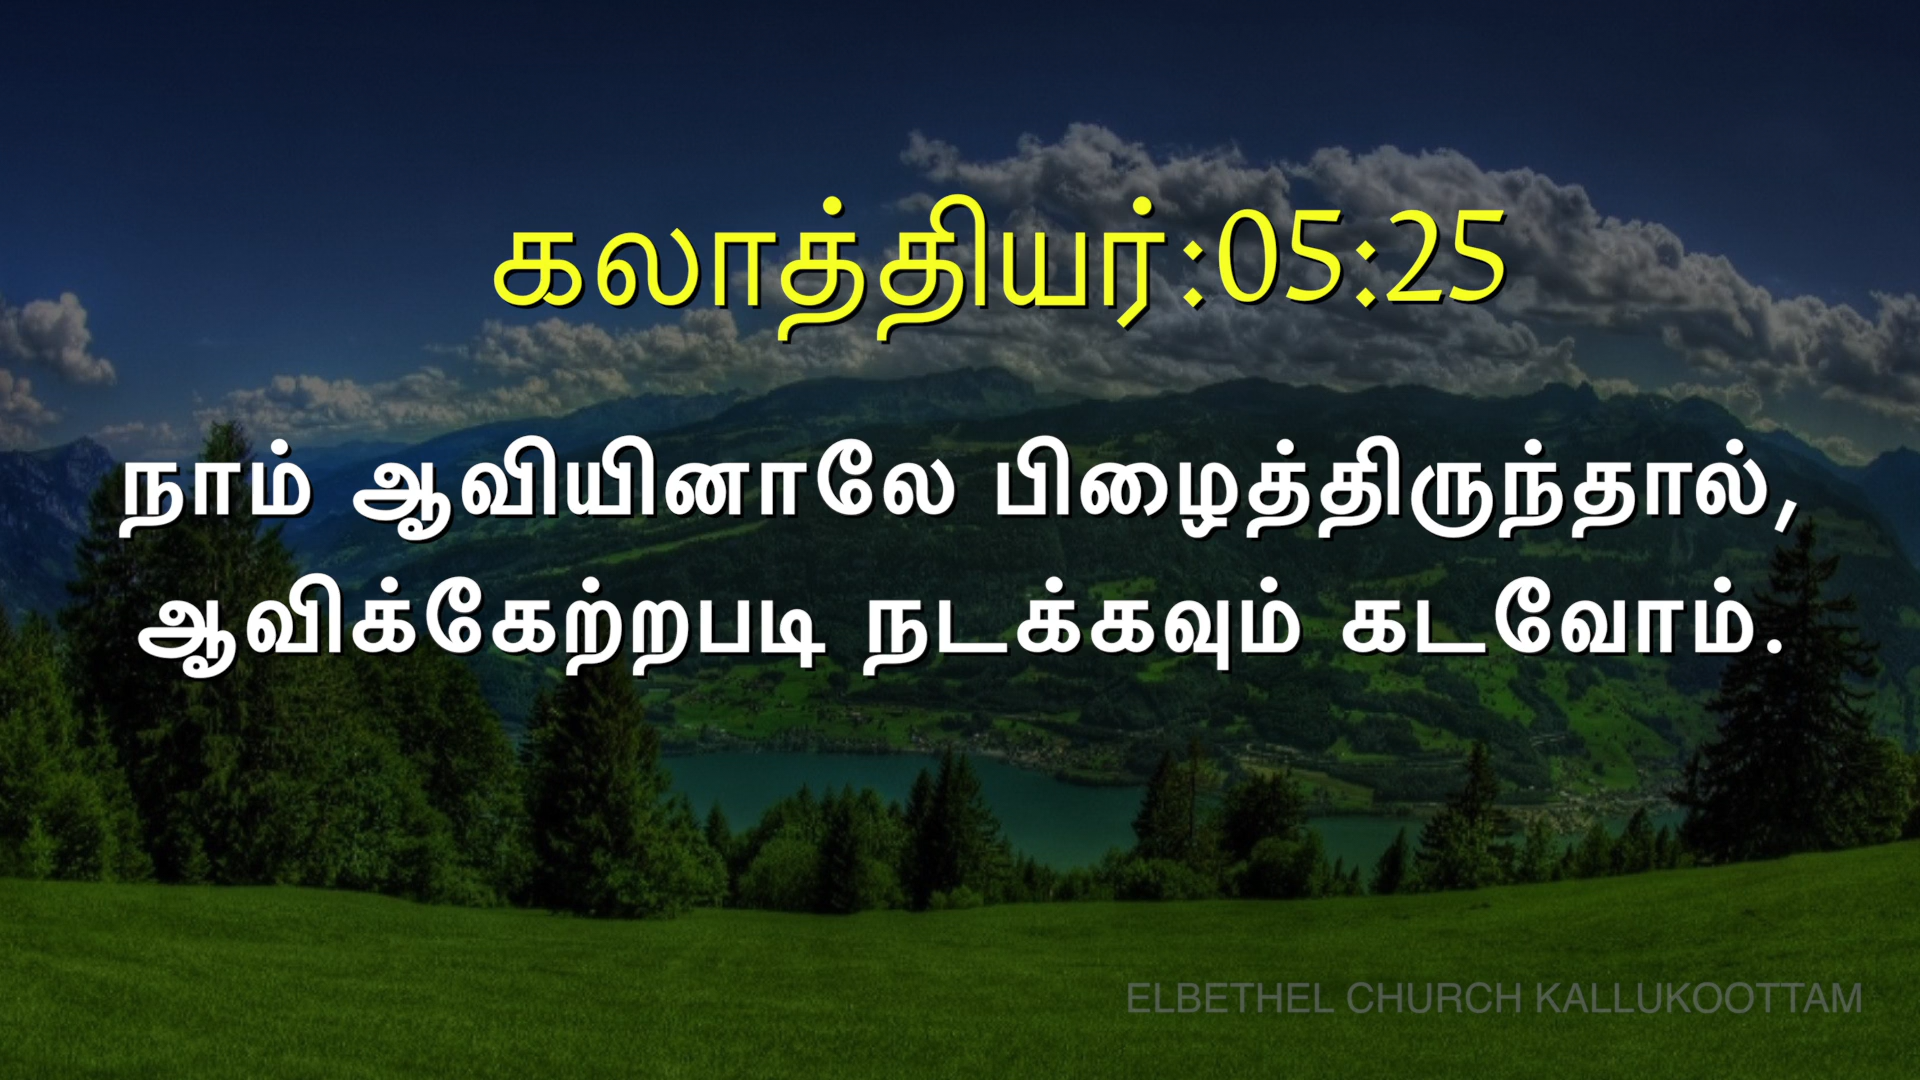 கலாத்தியர்:05:25
நாம் ஆவியினாலே பிழைத்திருந்தால்,
ஆவிக்கேற்றபடி நடக்கவும் கடவோம்.
ELBETHEL CHURCH KALLUKOOTTAM